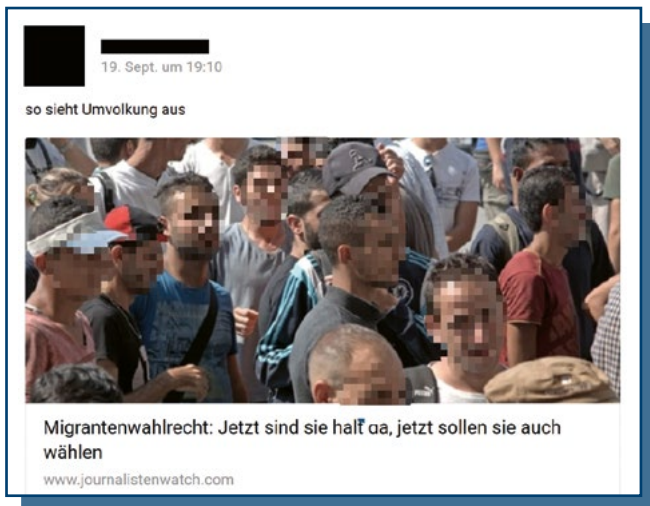 19. Sept. um 19:10
so sieht Umvolkung aus
Migrantenwahlrecht: Jetzt sind sie halt da, jetzt sollen sie auch
wählen
www.journalistenwatch.com